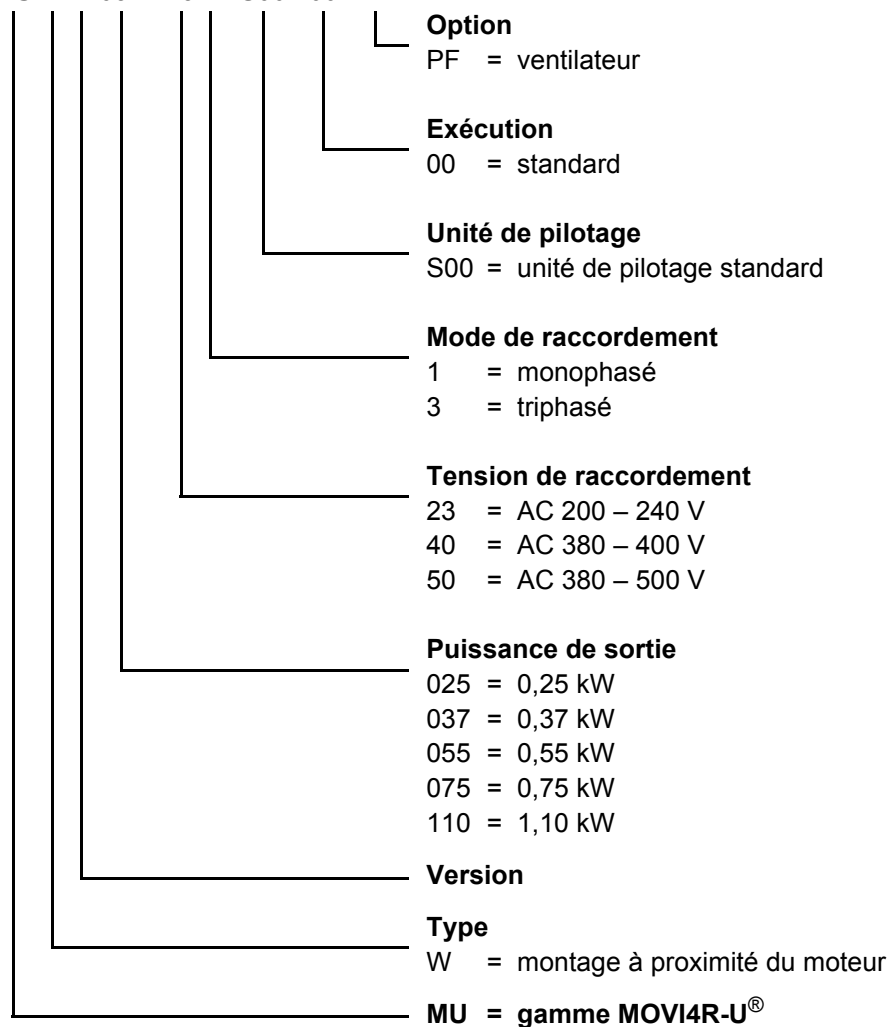 Option
PF = ventilateur
Exécution
00 = standard
Unité de pilotage
S00 = unité de pilotage standard
Mode de raccordement
1 = monophasé
3 = triphasé
Tension de raccordement
23 = AC 200 – 240 V
40 = AC 380 – 400 V
50 = AC 380 – 500 V
Puissance de sortie
025 = 0,25 kW
037 = 0,37 kW
055 = 0,55 kW
075 = 0,75 kW
110 = 1,10 kW
Version
Type
W = montage à proximité du moteur
MU = gamme MOVI4R-U®